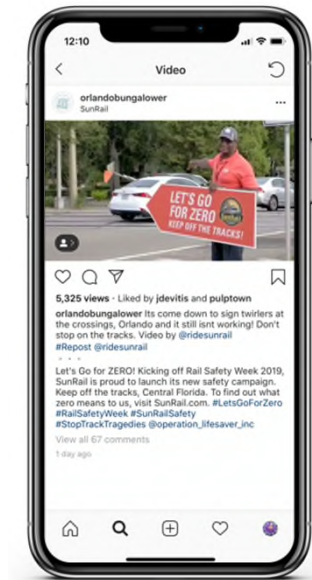 12:10
Video
orlandobungalower
SunRail
LET'S GO
FOR ZERO
KEEP OFF THE TRACKS!
5,325 views · Liked by jdevitis and pulptown
orlandobungalower Its come down to sign twirlers at
the crossings, Orlando and it still isnt working! Don't
stop on the tracks. Video by @ridesunrail
#Repost @ridesunrail
• • •
Let's Go for ZERO! Kicking off Rail Safety Week 2019,
SunRail is proud to launch its new safety campaign.
Keep off the tracks, Central Florida. To find out what
zero means to us, visit SunRail.com. #LetsGoForZero
#RailSafetyWeek #SunRailSafety
#StopTrackTragedies @operation_lifesaver_inc
View all 67 comments
1 day ago